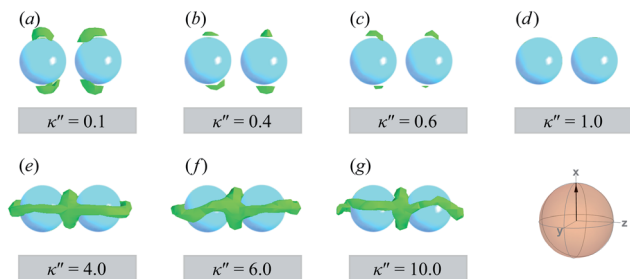 (a) (b) (c) (d)
κ″ = 0.1 κ″ = 0.4 κ″ = 0.6 κ″ = 1.0
(e) (f) (g)
x
y z
κ″ = 4.0 κ″ = 6.0 κ″ = 10.0